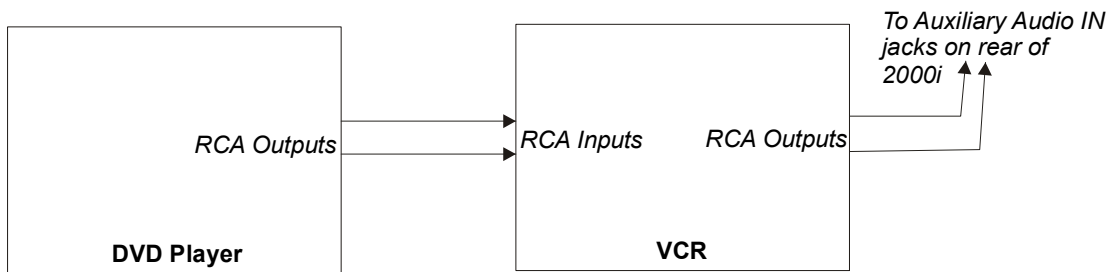 To Auxiliary Audio IN
jacks on rear of
2000i
RCA Outputs
RCA Inputs
RCA Outputs
DVD Player
VCR